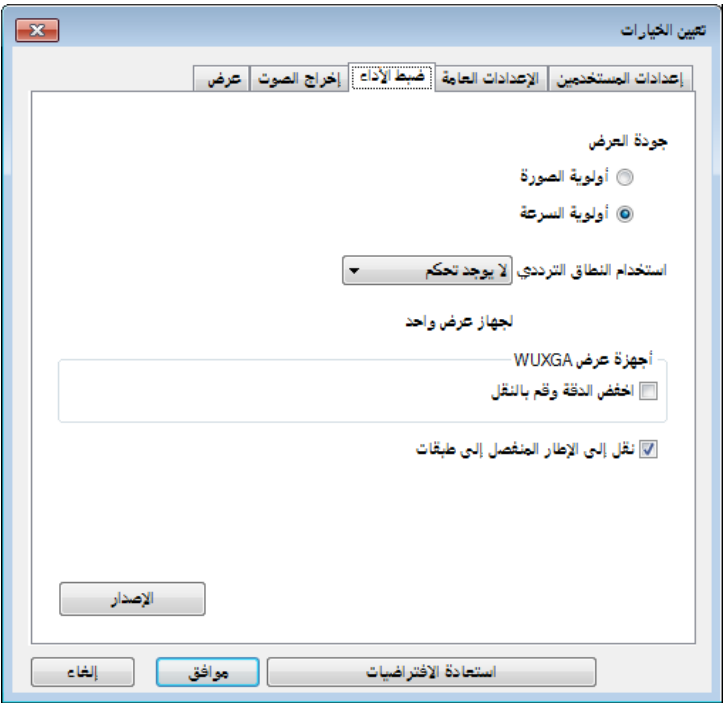 تعيين الخيارات
إعدادات المستخدمين الإعدادات العامة ضبط الأداء إخراج الصوت عرض
جودة العرض
أولوية الصورة
أولوية السرعة
استخدام النطاق الترددي لا يوجد تحكم
لجهاز عرض واحد
أجهزة عرض WUXGA
اخفض الدقة وقم بالنقل
نقل إلى الإطار المنفصل إلى طبقات
الإصدار
استعادة الافتراضيات موافق إلغاء